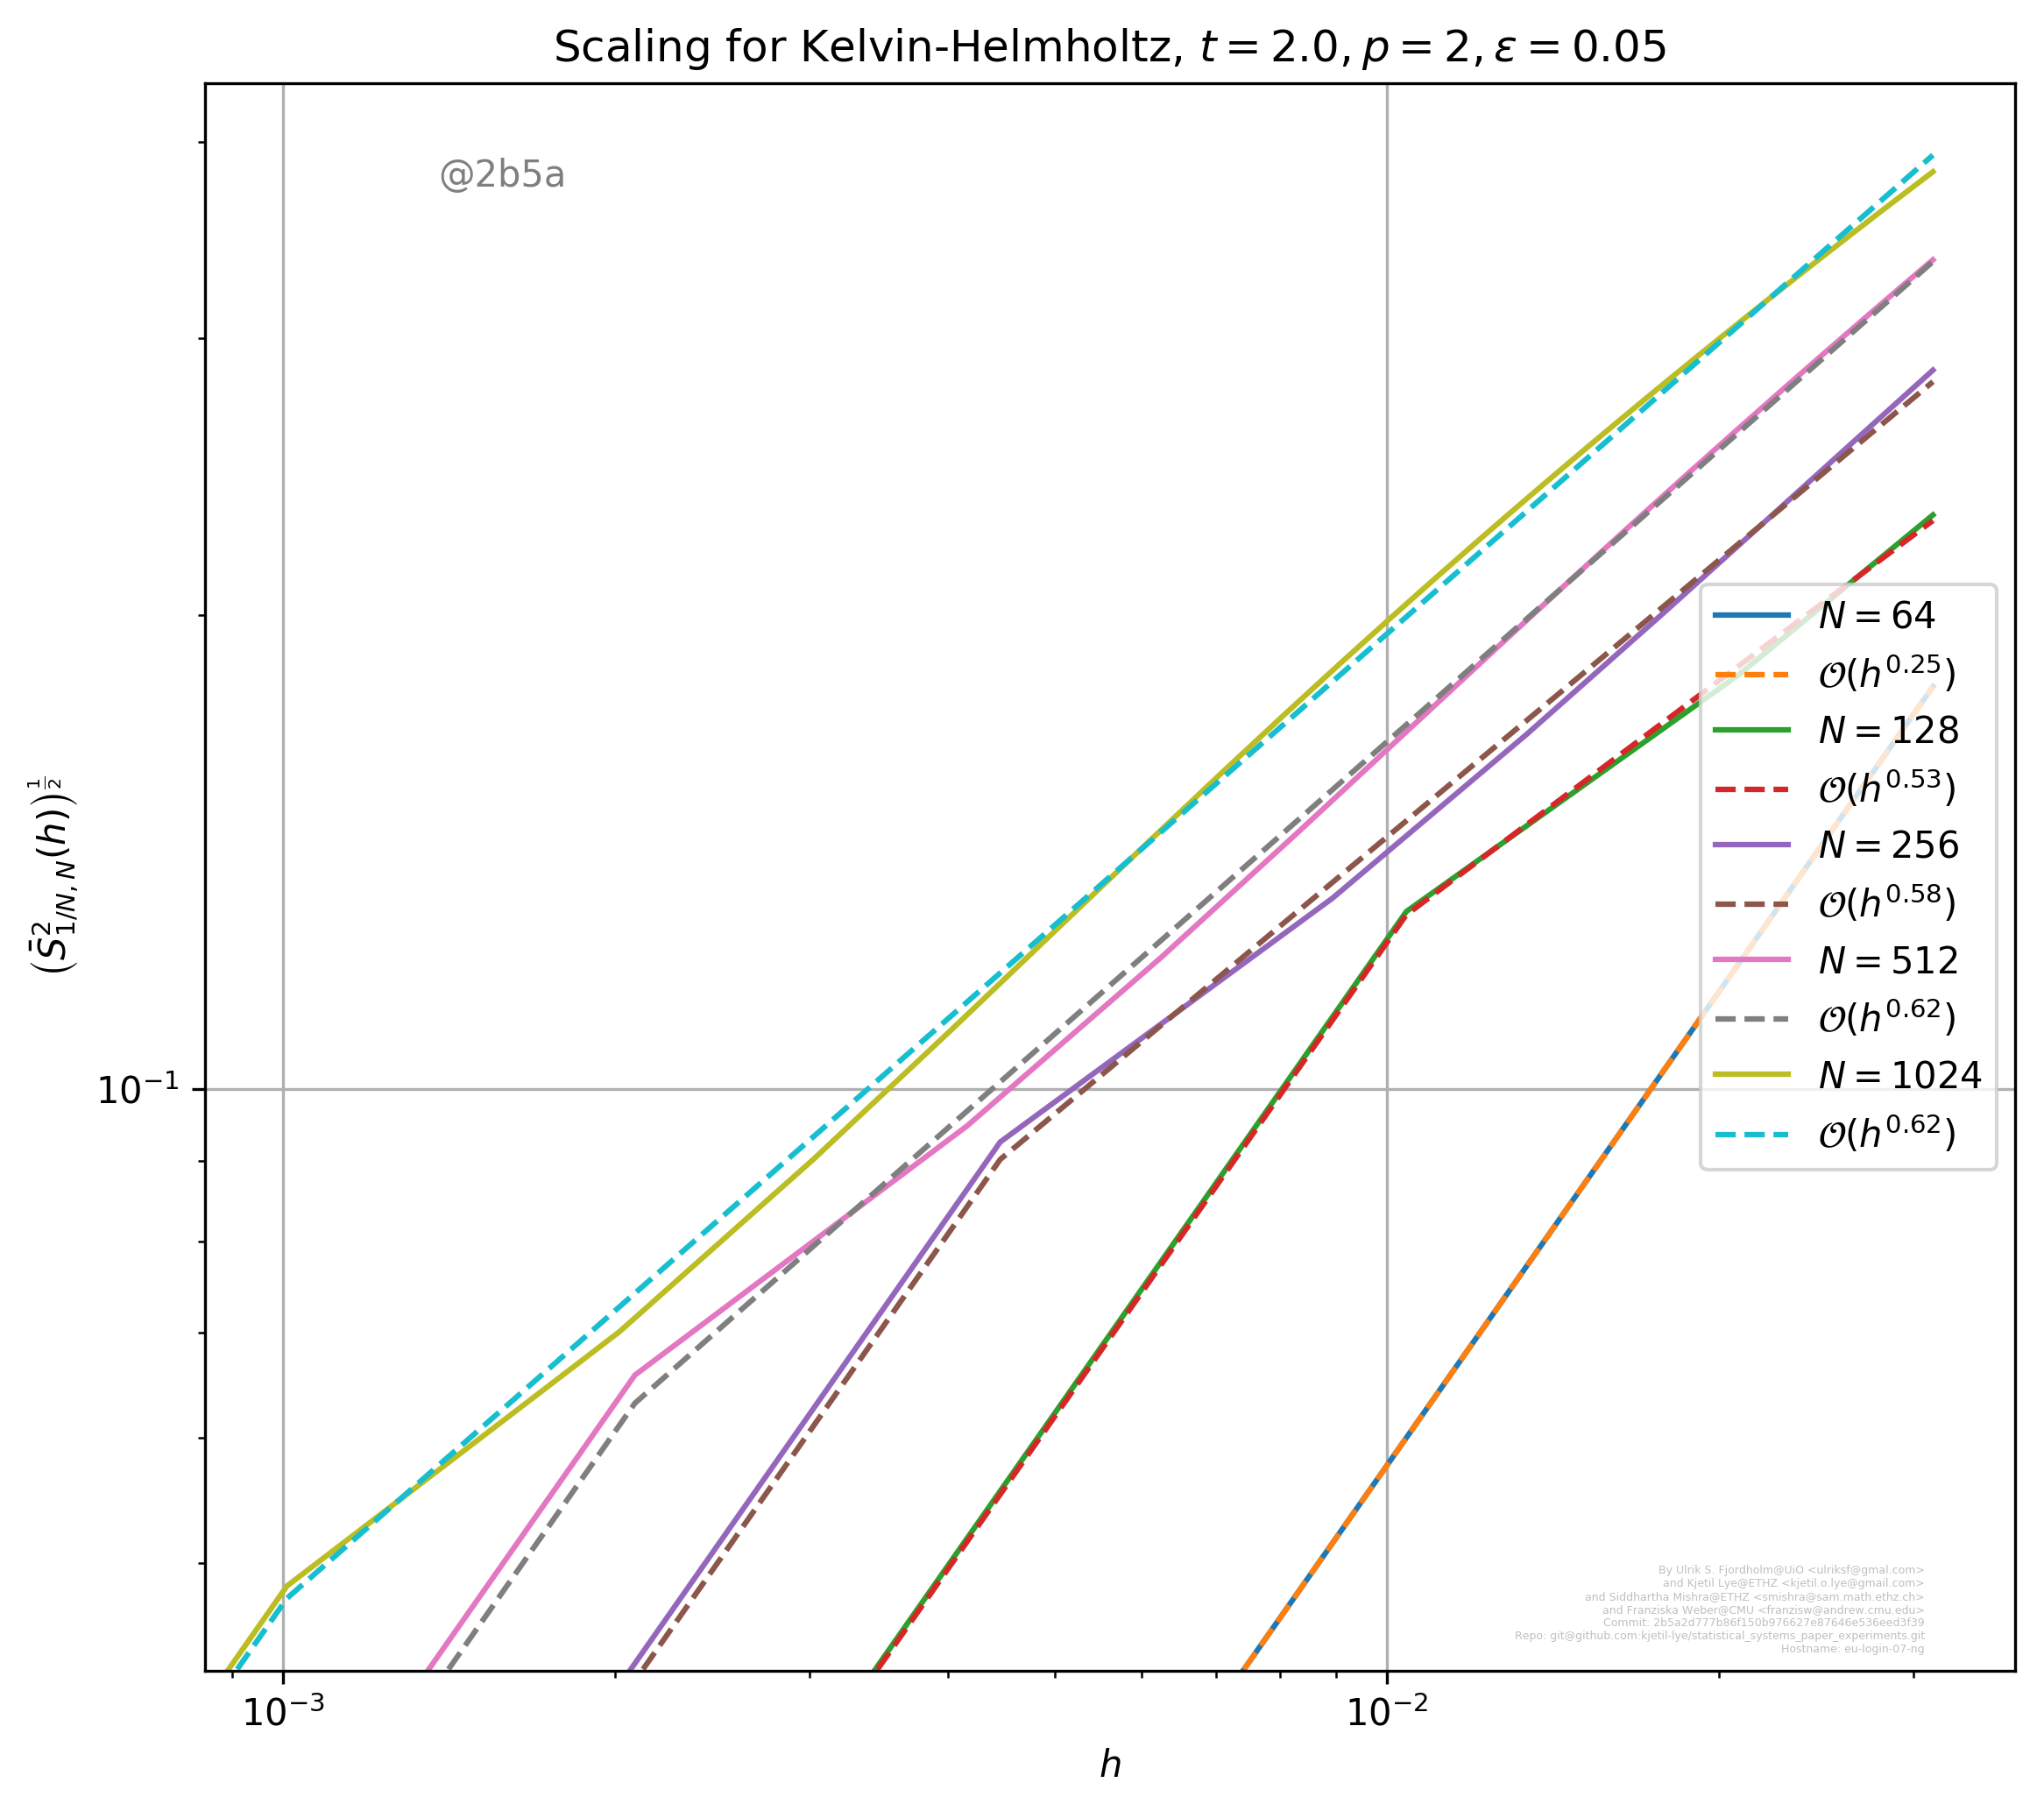 Scaling for Kelvin-Helmholtz, t = 2.0, p = 2, ε = 0.05
@2b5a
(S̄²_{1/N, N}(h))^{1/2}
10⁻¹
N = 64
𝒪(h^{0.25})
N = 128
𝒪(h^{0.53})
N = 256
𝒪(h^{0.58})
N = 512
𝒪(h^{0.62})
N = 1024
𝒪(h^{0.62})
By Ulrik S. Fjordholm@UiO <ulriksf@gmal.com>
and Kjetil Lye@ETHZ <kjetil.o.lye@gmail.com>
and Siddhartha Mishra@ETHZ <smishra@sam.math.ethz.ch>
and Franziska Weber@CMU <franzisw@andrew.cmu.edu>
Commit: 2b5a2d777b86f150b976627e87646e536eed3f39
Repo: git@github.com:kjetil-lye/statistical_systems_paper_experiments.git
Hostname: eu-login-07-ng
10⁻³
10⁻²
h